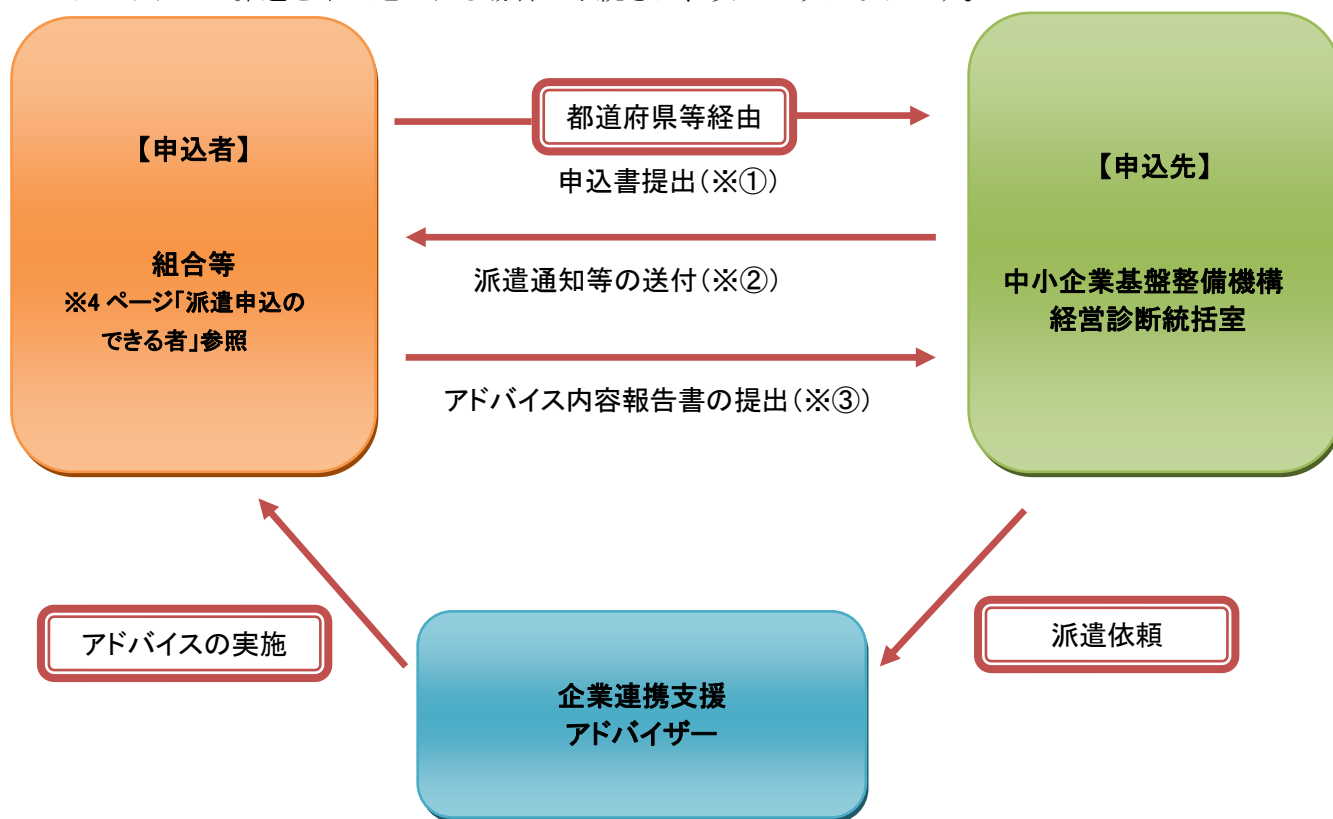 都道府県等経由
【申込者】
【申込先】
申込書提出(※①)
組合等
※4 ページ「派遣申込の
できる者」参照
派遣通知等の送付(※②)
中小企業基盤整備機構
経営診断統括室
アドバイス内容報告書の提出(※③)
アドバイスの実施
派遣依頼
企業連携支援
アドバイザー